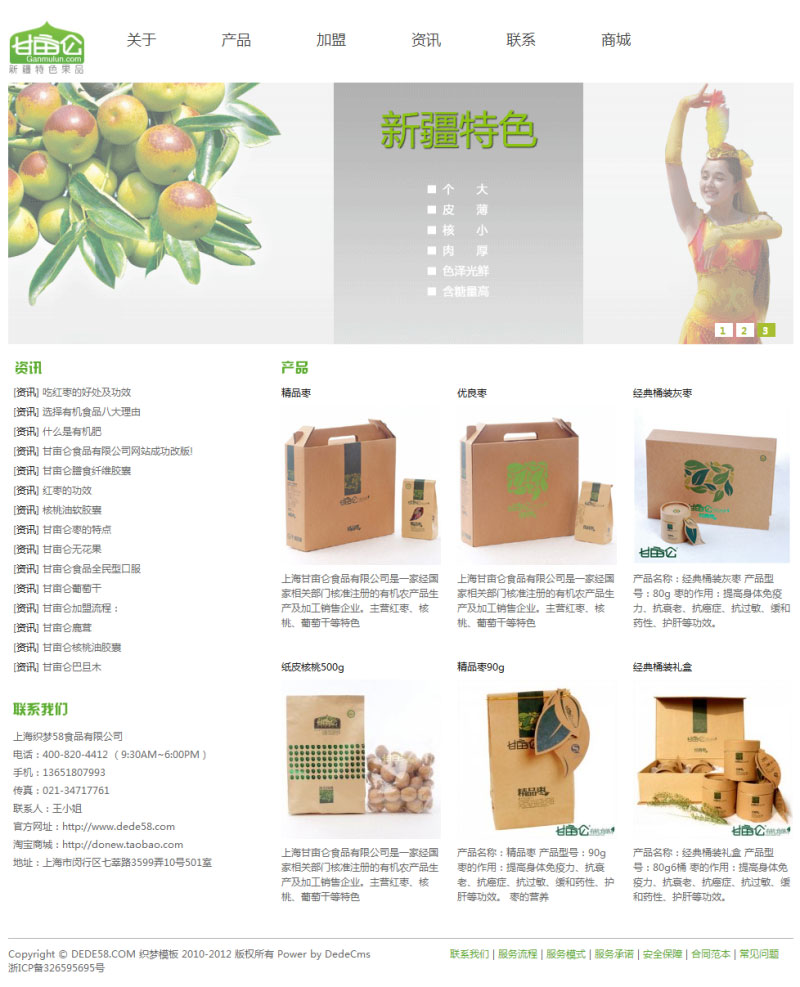 甘亩仑
Ganmulun.com
新疆特色果品
关于 产品 加盟 资讯 联系 商城
新疆特色
■ 个 大
■ 皮 薄
■ 核 小
■ 肉 厚
■ 色泽光鲜
■ 含糖量高
1 2 3
资讯
[资讯] 吃红枣的好处及功效
[资讯] 选择有机食品八大理由
[资讯] 什么是有机肥
[资讯] 甘亩仑食品有限公司网站成功改版!
[资讯] 甘亩仑膳食纤维胶囊
[资讯] 红枣的功效
[资讯] 核桃油软胶囊
[资讯] 甘亩仑枣的特点
[资讯] 甘亩仑无花果
[资讯] 甘亩仑食品全民型口服
[资讯] 甘亩仑葡萄干
[资讯] 甘亩仑加盟流程：
[资讯] 甘亩仑鹿茸
[资讯] 甘亩仑核桃油胶囊
[资讯] 甘亩仑巴旦木
联系我们
上海织梦58食品有限公司
电话：400-820-4412 （ 9:30AM~6:00PM ）
手机：13651807993
传真：021-34717761
联系人：王小姐
官方网址：http://www.dede58.com
淘宝商城：http://donew.taobao.com
地址：上海市闵行区七莘路3599弄10号501室
产品
精品枣
上海甘亩仑食品有限公司是一家经国
家相关部门核准注册的有机农产品生
产及加工销售企业。主营红枣、核
桃、葡萄干等特色
优良枣
上海甘亩仑食品有限公司是一家经国
家相关部门核准注册的有机农产品生
产及加工销售企业。主营红枣、核
桃、葡萄干等特色
经典桶装灰枣
甘亩仑
产品名称：经典桶装灰枣 产品型
号：80g 枣的作用：提高身体免疫
力、抗衰老、抗癌症、抗过敏、缓和
药性、护肝等功效。
纸皮核桃500g
上海甘亩仑食品有限公司是一家经国
家相关部门核准注册的有机农产品生
产及加工销售企业。主营红枣、核
桃、葡萄干等特色
精品枣90g
甘亩仑
精品枣
甘亩仑
产品名称：精品枣 产品型号：90g
枣的作用：提高身体免疫力、抗衰
老、抗癌症、抗过敏、缓和药性、护
肝等功效。 枣的营养
经典桶装礼盒
甘亩仑
产品名称：经典桶装礼盒 产品型
号：80g6桶 枣的作用：提高身体免
疫力、抗衰老、抗癌症、抗过敏、缓
和药性、护肝等功效。
Copyright © DEDE58.COM 织梦模板 2010-2012 版权所有 Power by DedeCms
浙ICP备326595695号
联系我们 | 服务流程 | 服务模式 | 服务承诺 | 安全保障 | 合同范本 | 常见问题